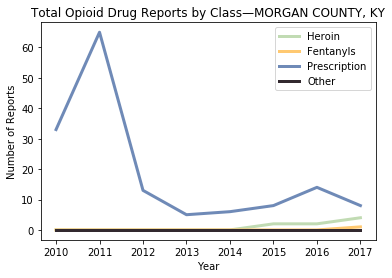 Total Opioid Drug Reports by Class—MORGAN COUNTY, KY
Heroin
Fentanyls
Prescription
Other
Number of Reports
60
50
40
30
20
10
0
2010 2011 2012 2013 2014 2015 2016 2017
Year